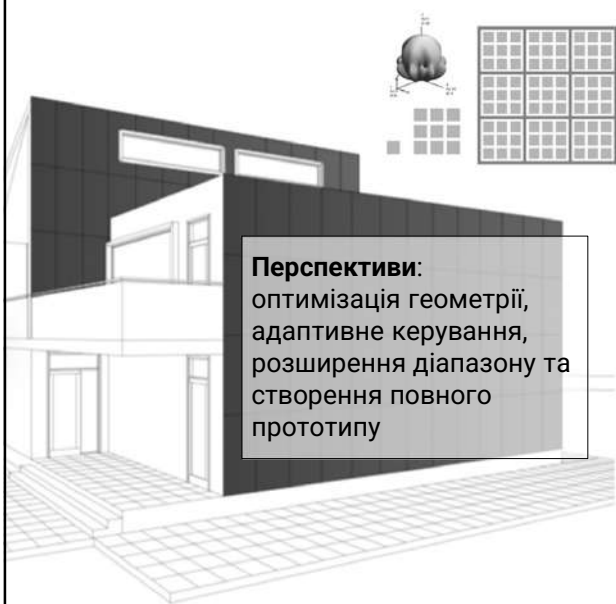 Перспективи:
оптимізація геометрії,
адаптивне керування,
розширення діапазону та
створення повного
прототипу